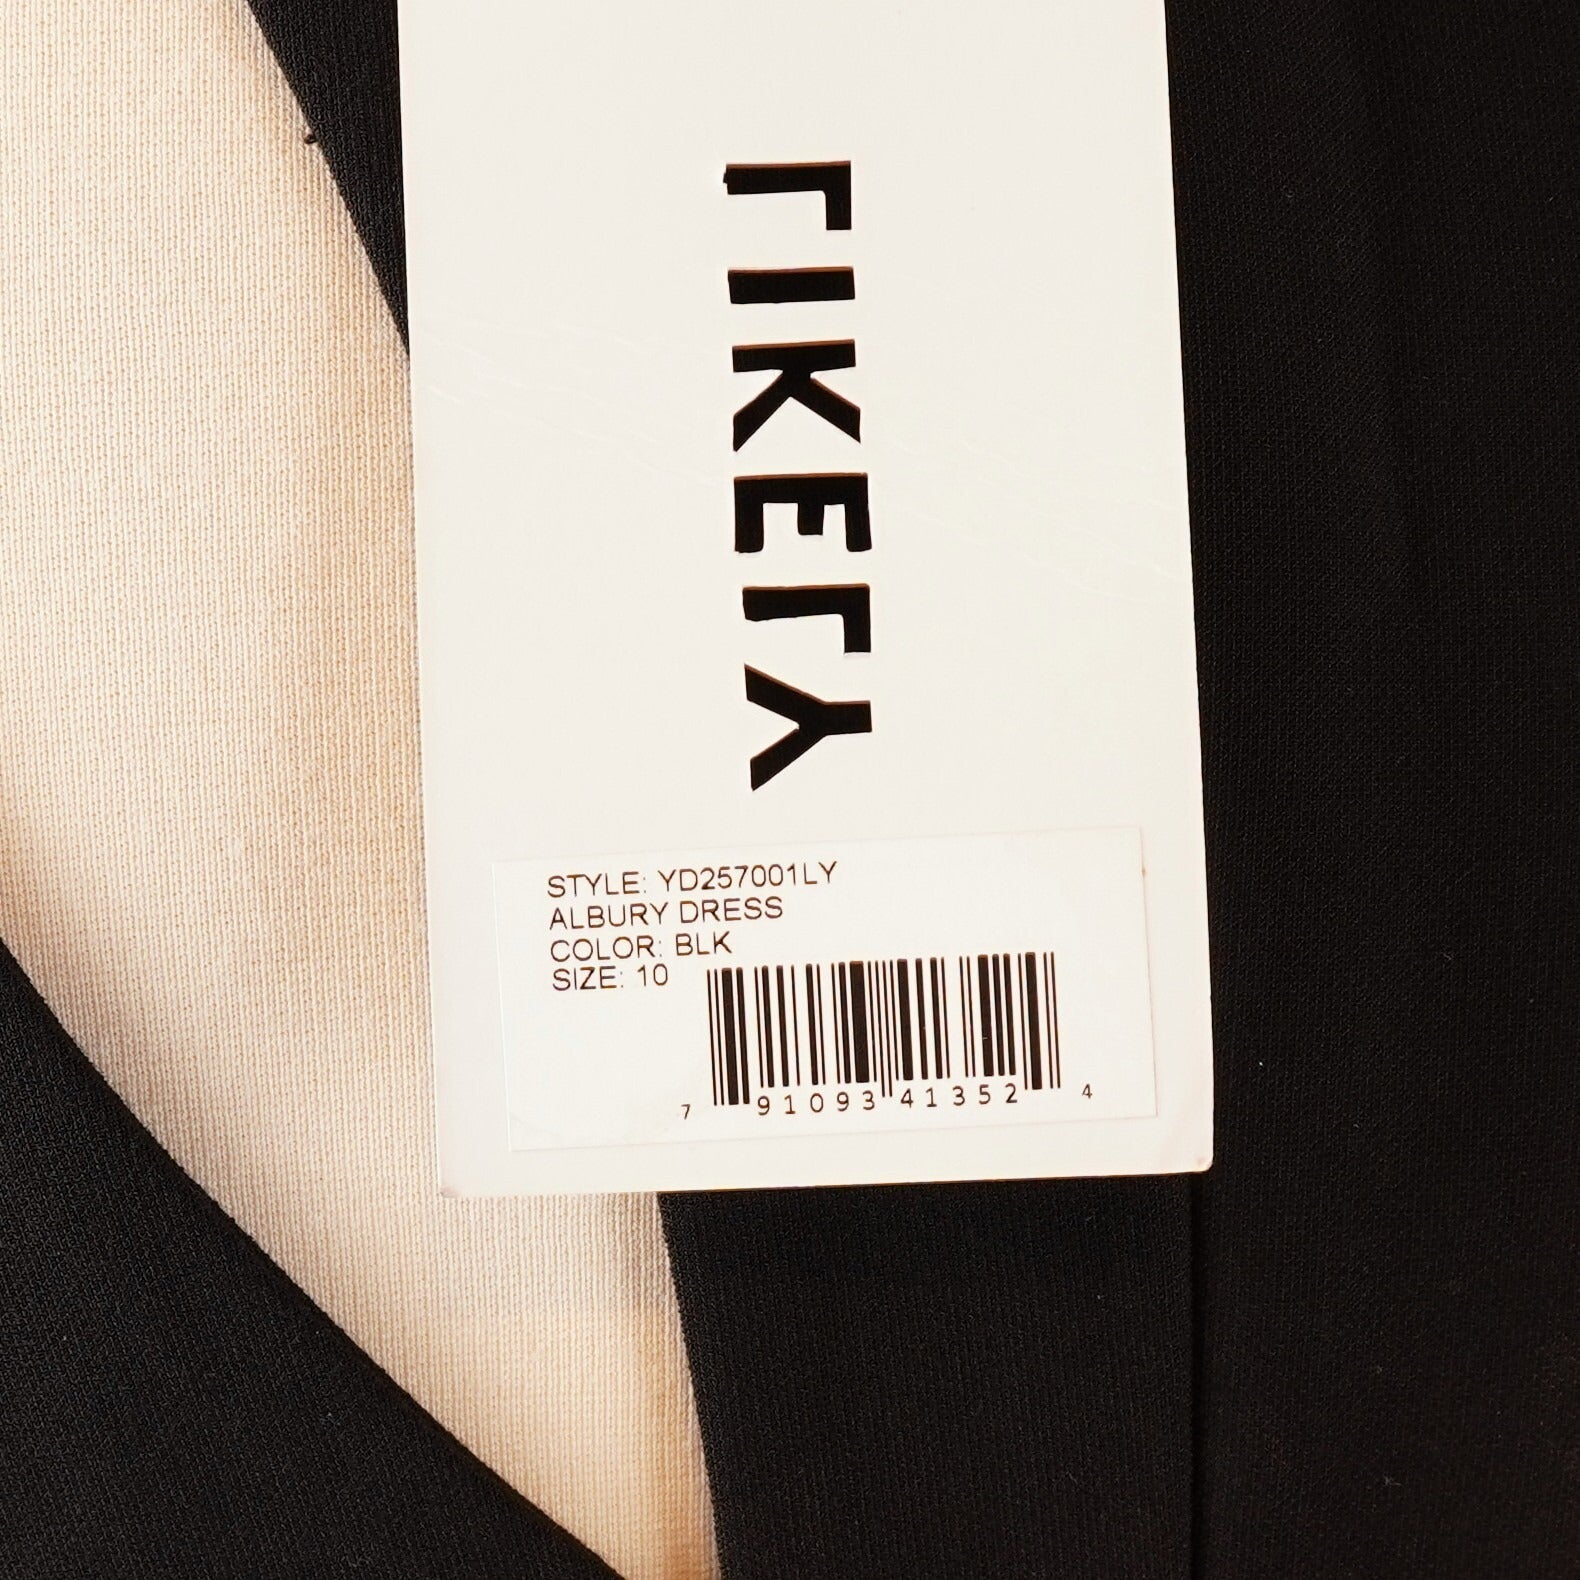 LIKELY
STYLE: YD257001LY
ALBURY DRESS
COLOR: BLK
SIZE: 10
7 91093 41352 4